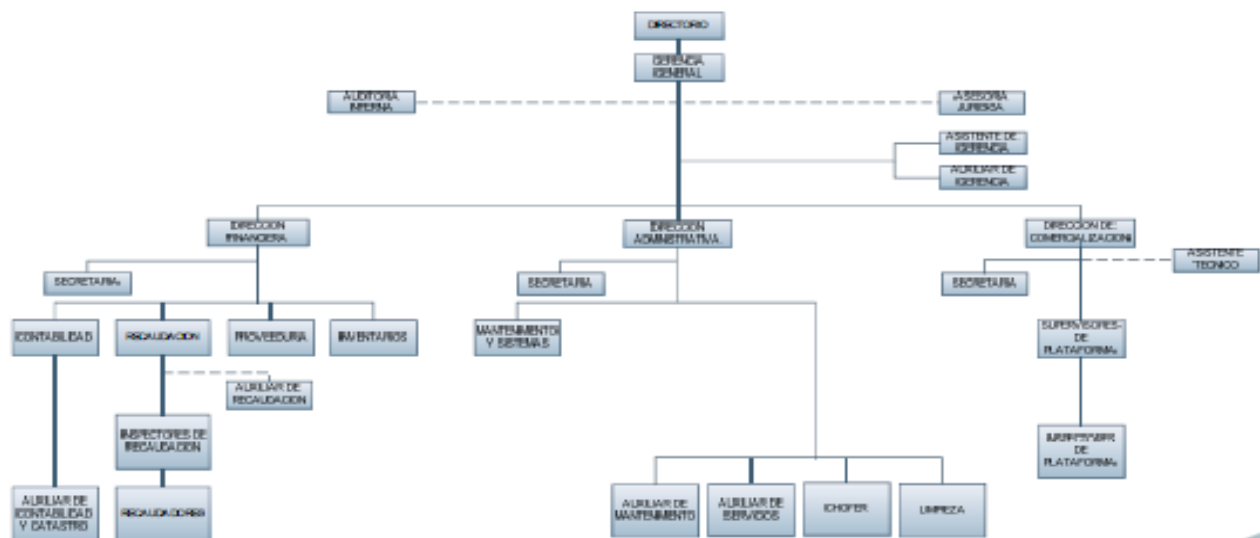 DIRECTORIO
GERENCIA
GENERAL
AUDITORIA
INTERNA
ASESORIA
JURIDICA
ASISTENTE DE
GERENCIA
AUXILIAR DE
GERENCIA
DIRECCION
FINANCIERA
DIRECCION
ADMINISTRATIVA
DIRECCION DE
COMERCIALIZACION
SECRETARIA
SECRETARIA
SECRETARIA
ASISTENTE
TECNICO
CONTABILIDAD
RECAUDACION
PROVEEDURIA
INVENTARIOS
MANTENIMIENTO
Y SISTEMAS
SUPERVISORES
DE
PLATAFORMA
AUXILIAR DE
RECAUDACION
INSPECTORES DE
RECAUDACION
INSPECTORES
DE
PLATAFORMA
AUXILIAR DE
CONTABILIDAD
Y CATASTRO
RECAUDADORES
AUXILIAR DE
MANTENIMIENTO
AUXILIAR DE
SERVICIOS
CHOFER
LIMPIEZA